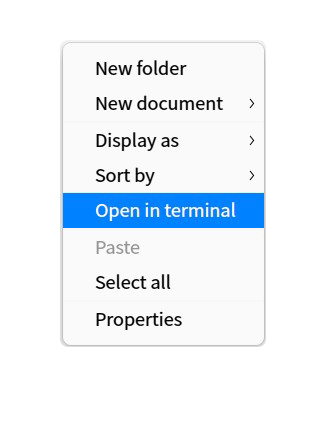 New folder
New document
Display as
Sort by
Open in terminal
Paste
Select all
Properties